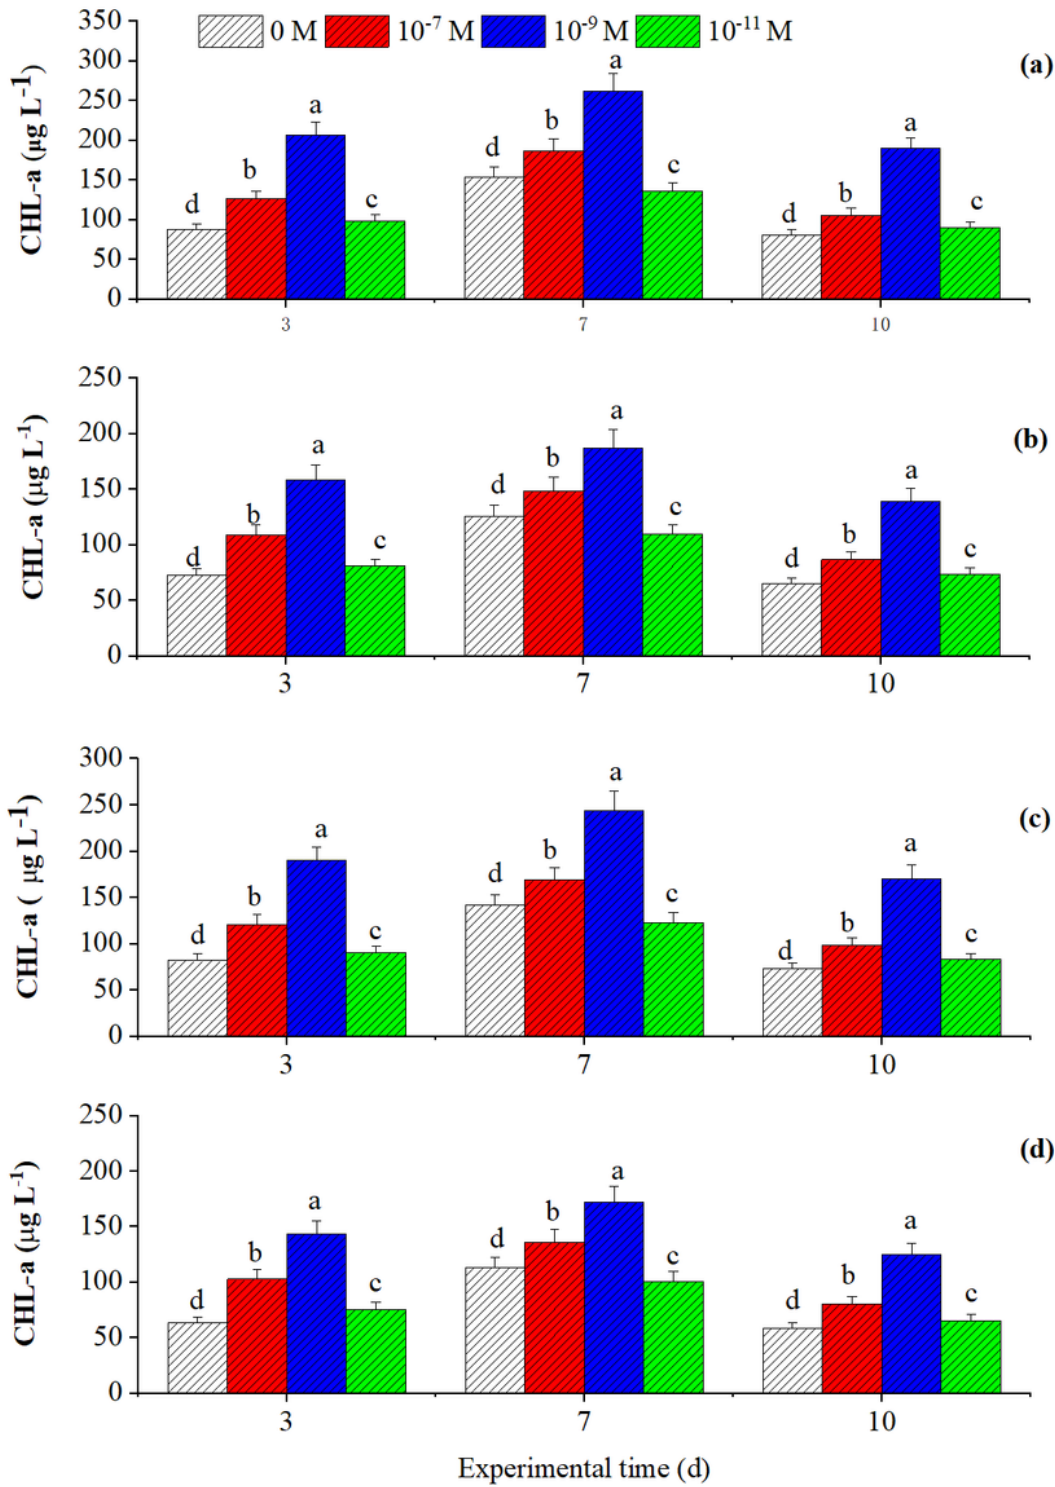 350
300
250
200
150
100
50
0
CHL-a (μg L⁻¹)
0 M 10⁻⁷ M 10⁻⁹ M 10⁻¹¹ M
(a)
d b a c
d b a c
d b a c
3 7 10
250
200
150
100
50
0
CHL-a (μg L⁻¹)
(b)
d b a c
d b a c
d b a c
3 7 10
300
250
200
150
100
50
0
CHL-a ( μg L⁻¹)
(c)
d b a c
d b a c
d b a c
3 7 10
250
200
150
100
50
0
CHL-a (μg L⁻¹)
(d)
d b a c
d b a c
d b a c
3 7 10
Experimental time (d)